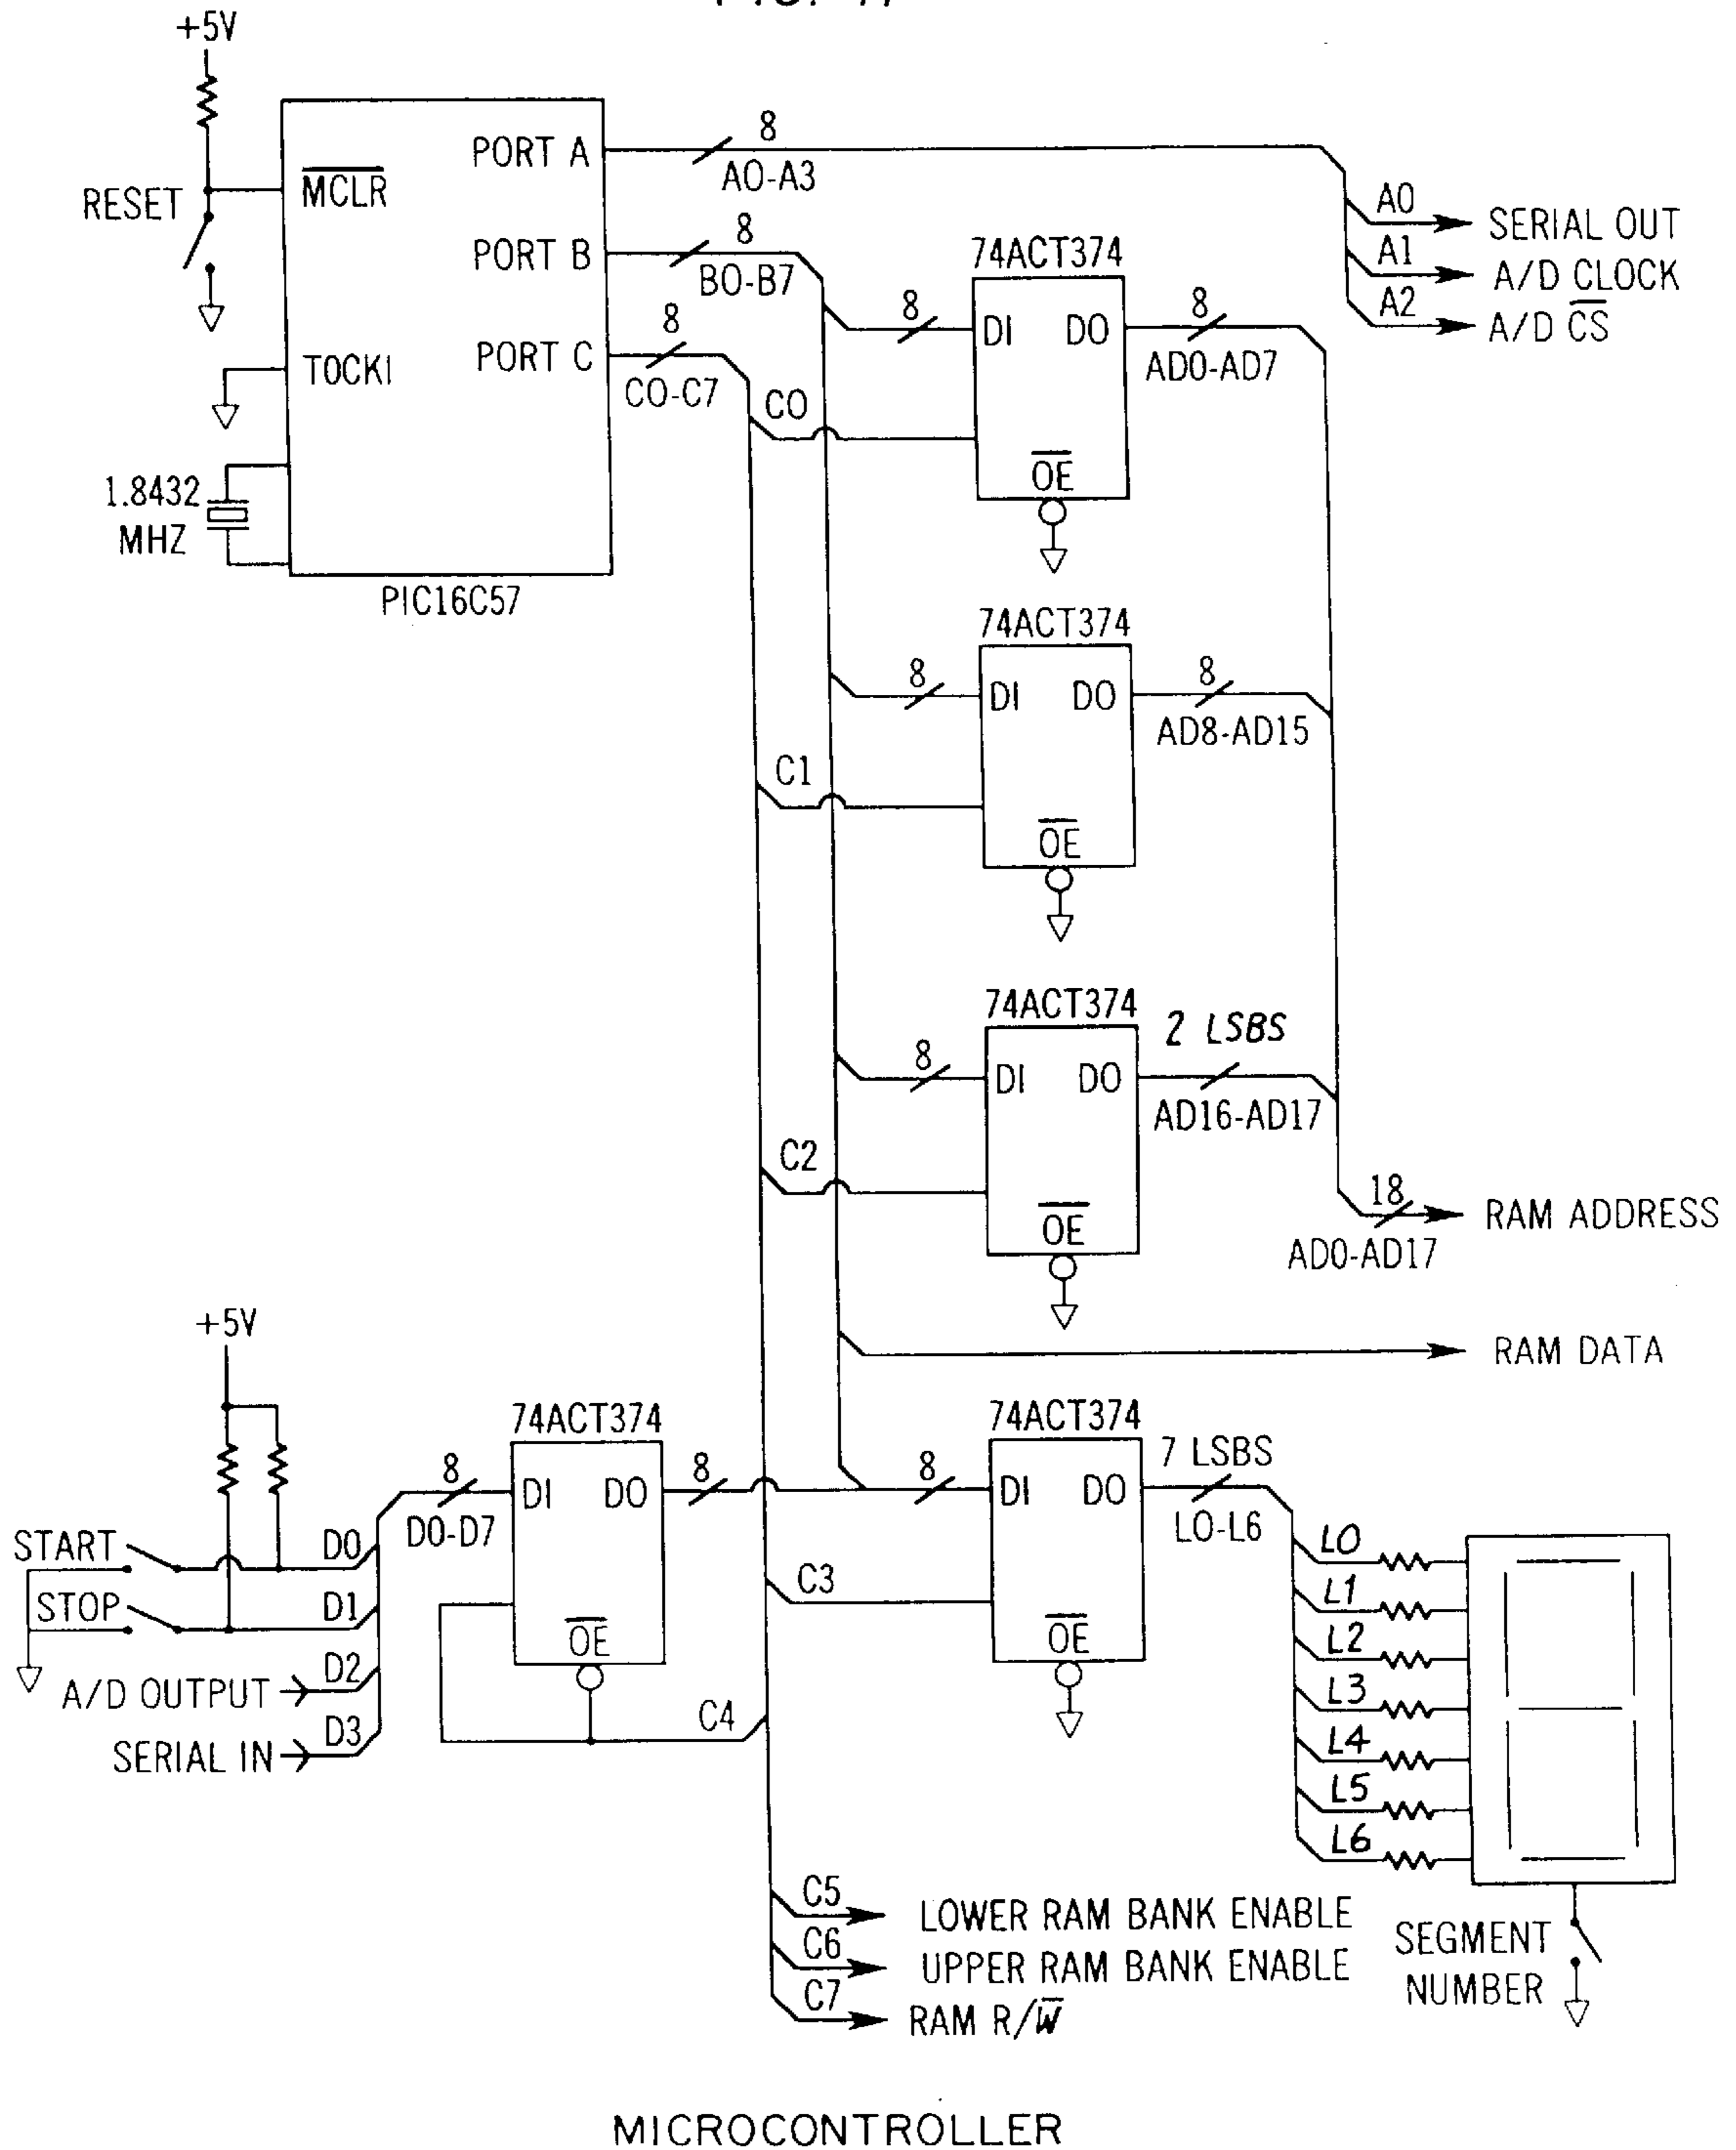 +5V
8
PORT A
A0-A3
MCLR
RESET
A0
SERIAL OUT
8
PORT B
B0-B7
74ACT374
A1
A/D CLOCK
A2
A/D CS
8
8
8
DI
DO
PORT C
TOCKI
C0-C7
AD0-AD7
C0
OE
1.8432
MHZ
PIC16C57
74ACT374
8
8
DI
DO
AD8-AD15
C1
OE
74ACT374
2 LSBS
8
DI
DO
AD16-AD17
C2
18
RAM ADDRESS
OE
AD0-AD17
+5V
RAM DATA
74ACT374
74ACT374
7 LSBS
8
8
8
DI
DO
DI
DO
D0-D7
L0-L6
START
D0
L0
C3
STOP
D1
L1
OE
OE
L2
A/D OUTPUT
D2
L3
C4
D3
SERIAL IN
L4
L5
L6
C5
LOWER RAM BANK ENABLE
C6
UPPER RAM BANK ENABLE
SEGMENT
NUMBER
C7
RAM R/W
MICROCONTROLLER